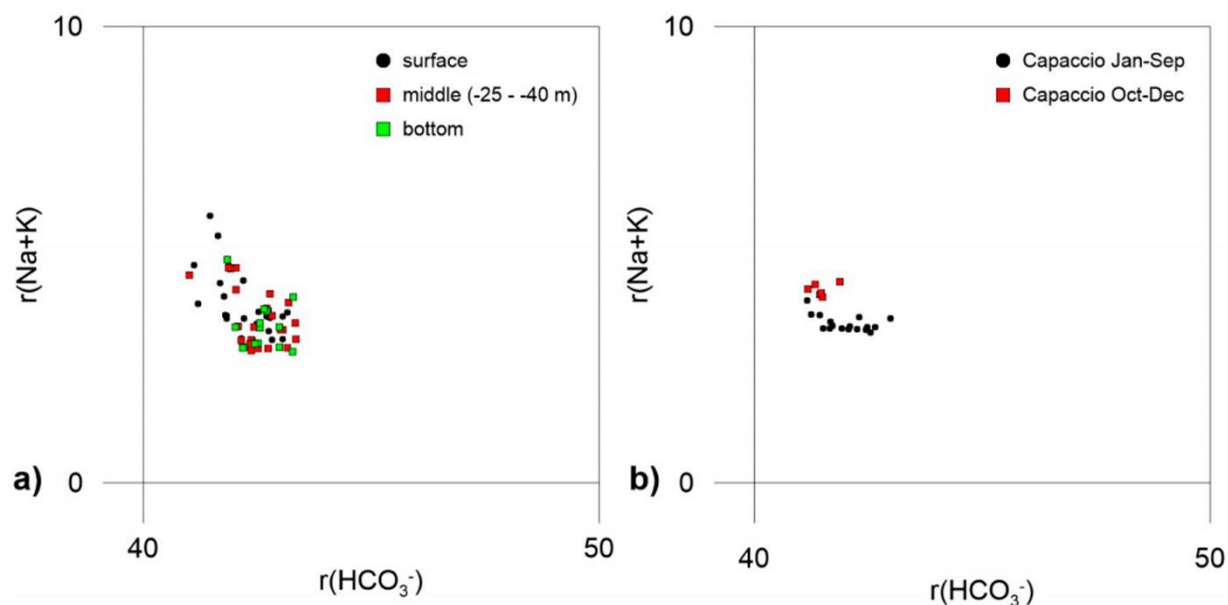 10
surface
middle (-25 - -40 m)
bottom
r(Na+K)
a)
0
40
50
r(HCO₃⁻)
10
Capaccio Jan-Sep
Capaccio Oct-Dec
r(Na+K)
b)
0
40
50
r(HCO₃⁻)